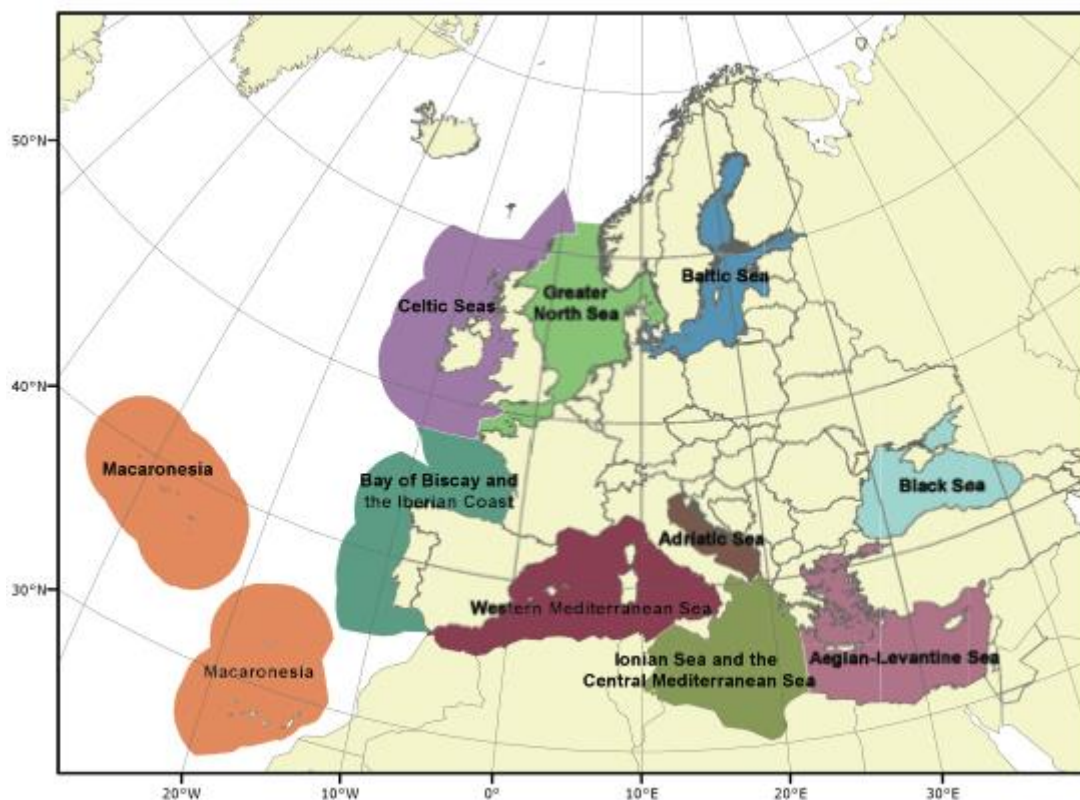 50°N
Baltic Sea
Celtic Seas
Greater
North Sea
40°N
Macaronesia
Bay of Biscay and
the Iberian Coast
Black Sea
Adriatic Sea
30°N
Western Mediterranean Sea
Macaronesia
Ionian Sea and the
Central Mediterranean Sea
Aegian-Levantine Sea
20°W
10°W
0°
10°E
20°E
30°E